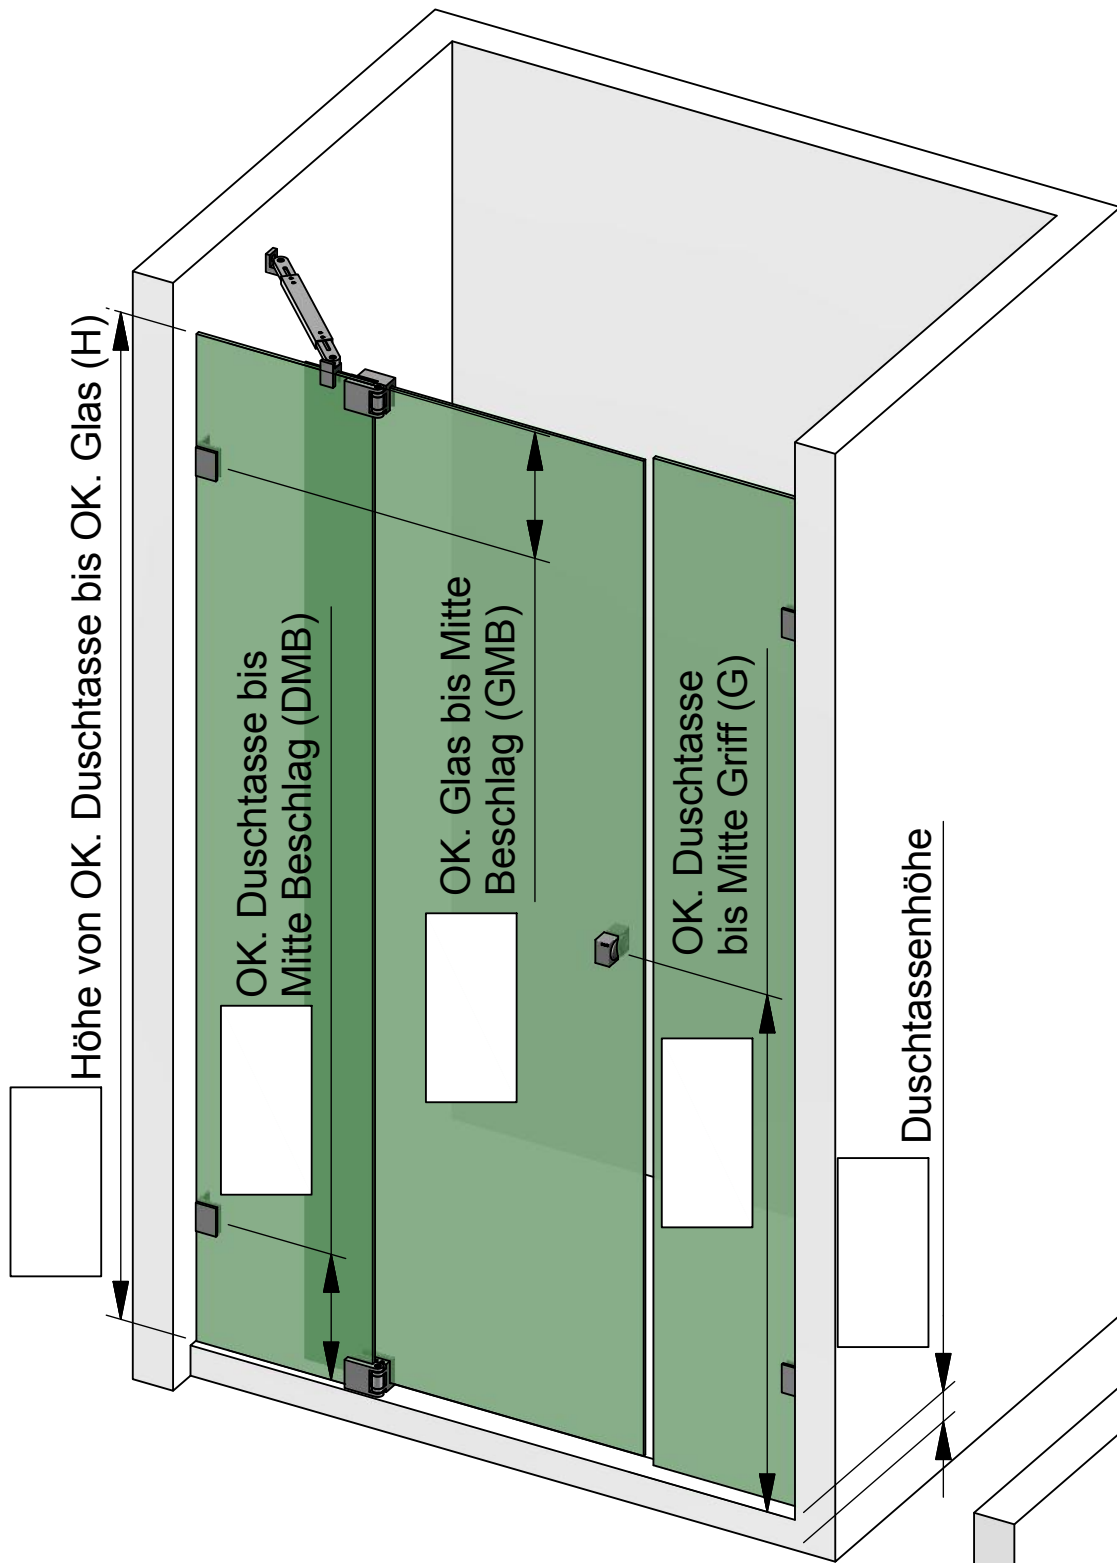 Höhe von OK. Duschtasse bis OK. Glas (H)
OK. Duschtasse bis
Mitte Beschlag (DMB)
OK. Glas bis Mitte
Beschlag (GMB)
OK. Duschtasse
bis Mitte Griff (G)
Duschtassenhöhe